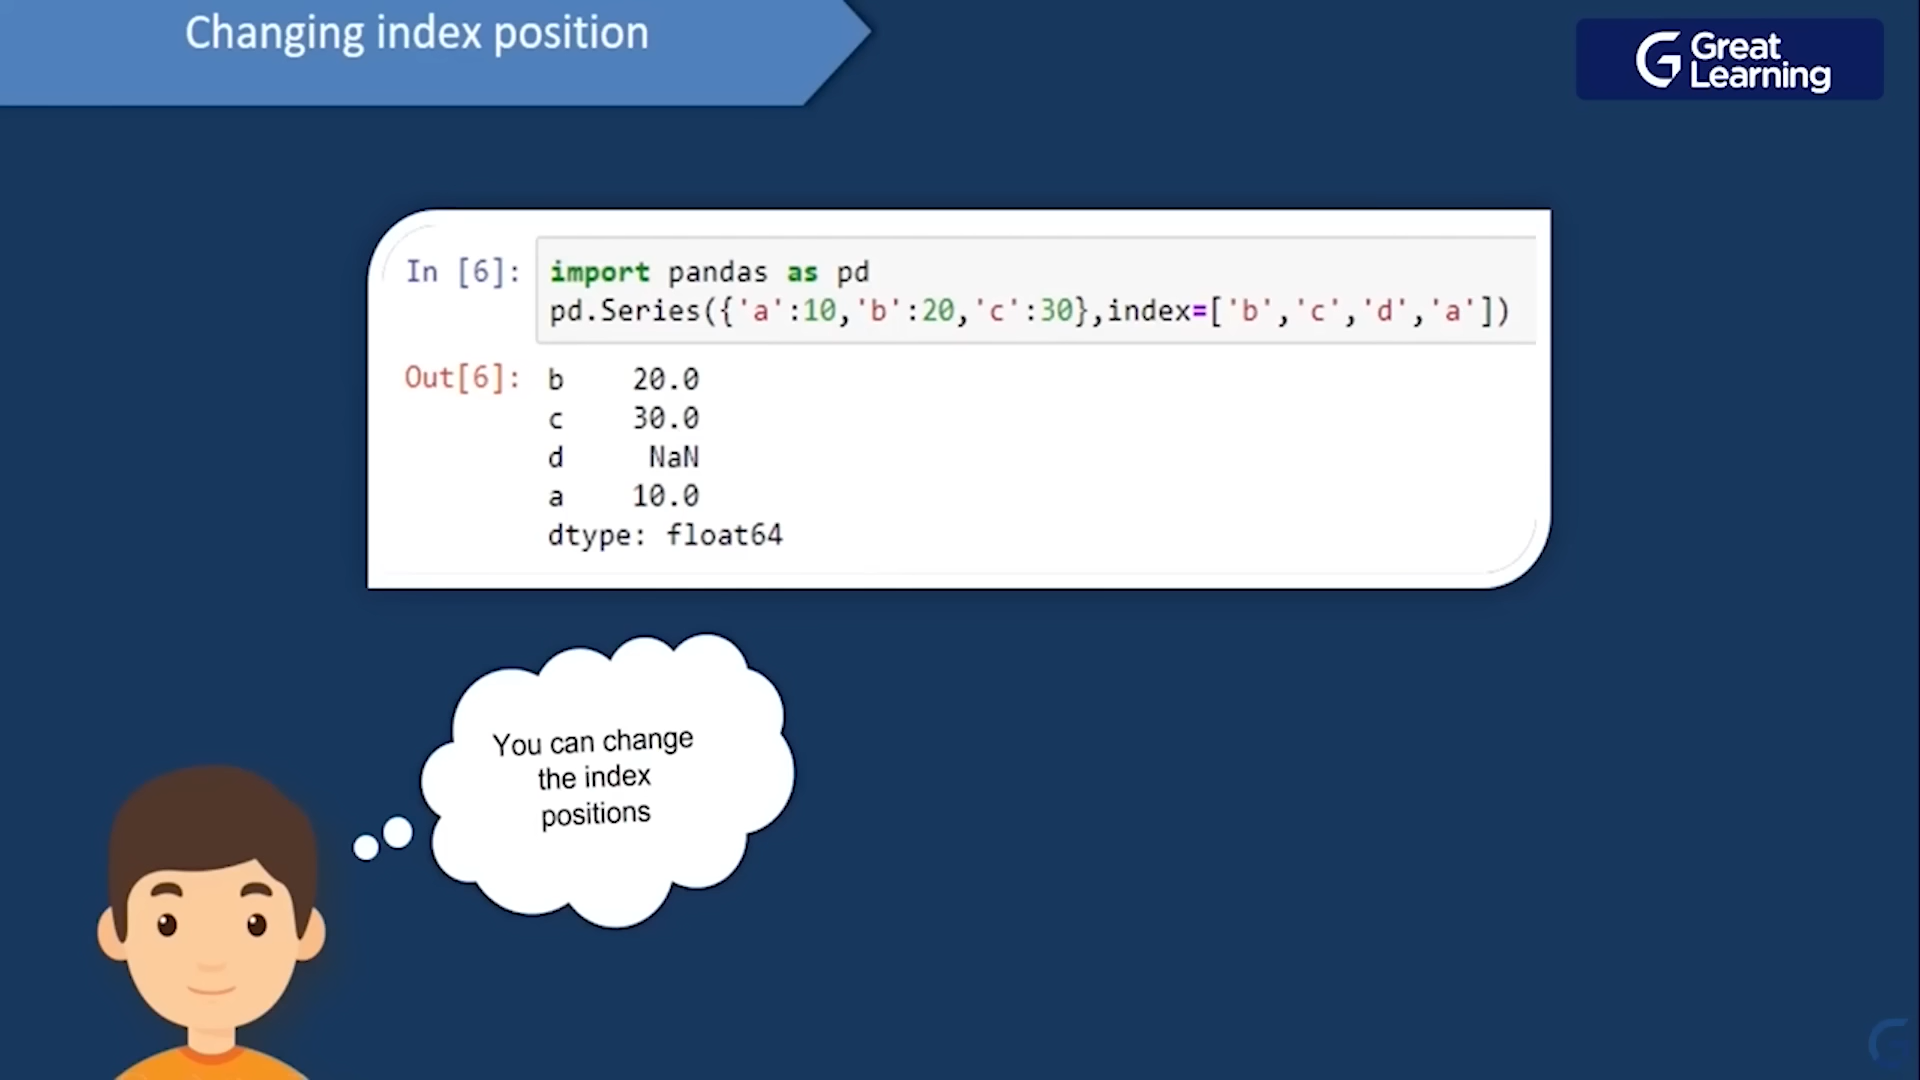 Changing index position
Great
Learning
In [6]: import pandas as pd
pd.Series({'a':10,'b':20,'c':30},index=['b','c','d','a'])
Out[6]: b 20.0
c 30.0
d NaN
a 10.0
dtype: float64
You can change
the index
positions